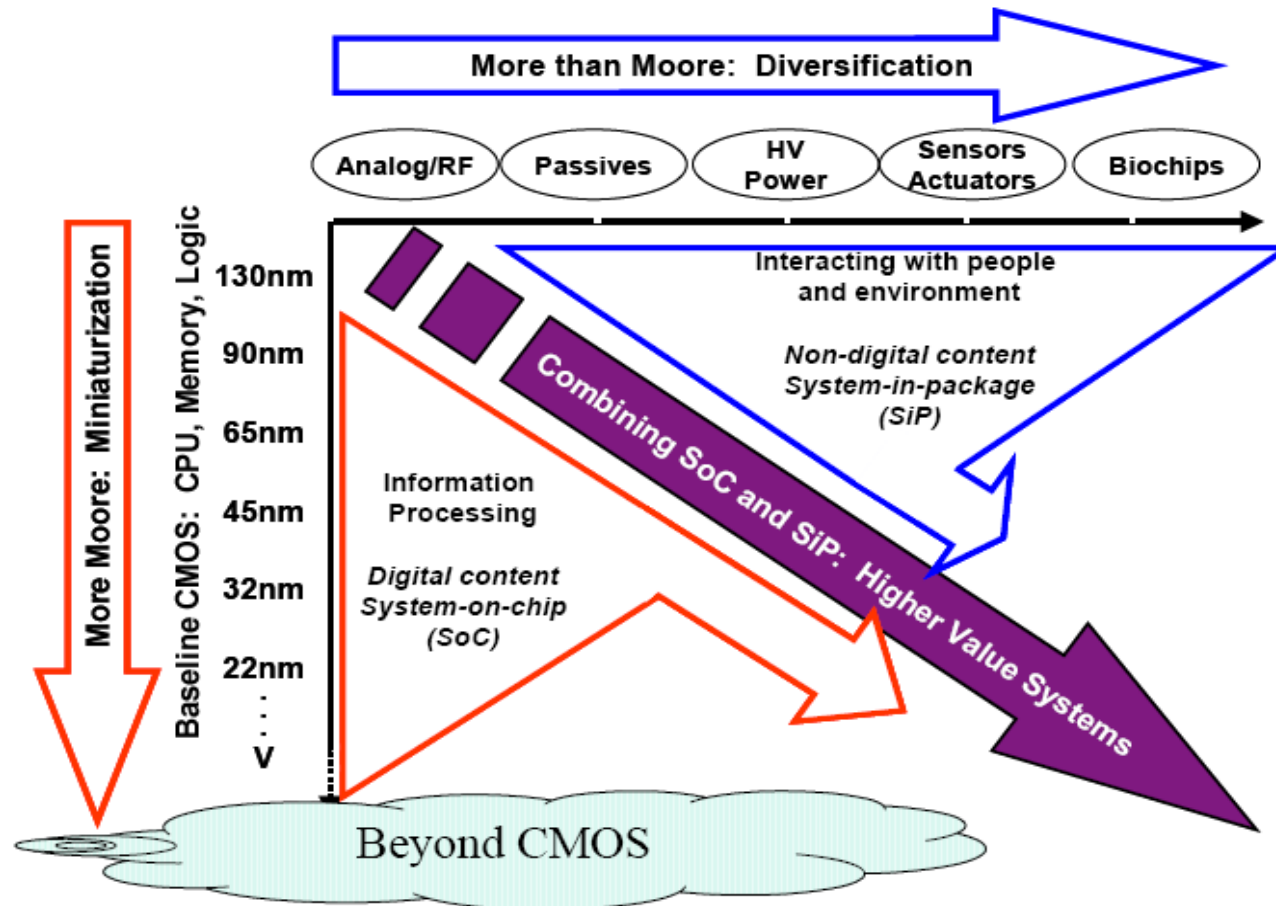 More than Moore: Diversification
Analog/RF
Passives
HV
Power
Sensors
Actuators
Biochips
More Moore: Miniaturization
Baseline CMOS: CPU, Memory, Logic
130nm
90nm
65nm
45nm
32nm
22nm
.
.
.
.
V
Interacting with people
and environment
Non-digital content
System-in-package
(SiP)
Combining SoC and SiP: Higher Value Systems
Information
Processing
Digital content
System-on-chip
(SoC)
Beyond CMOS